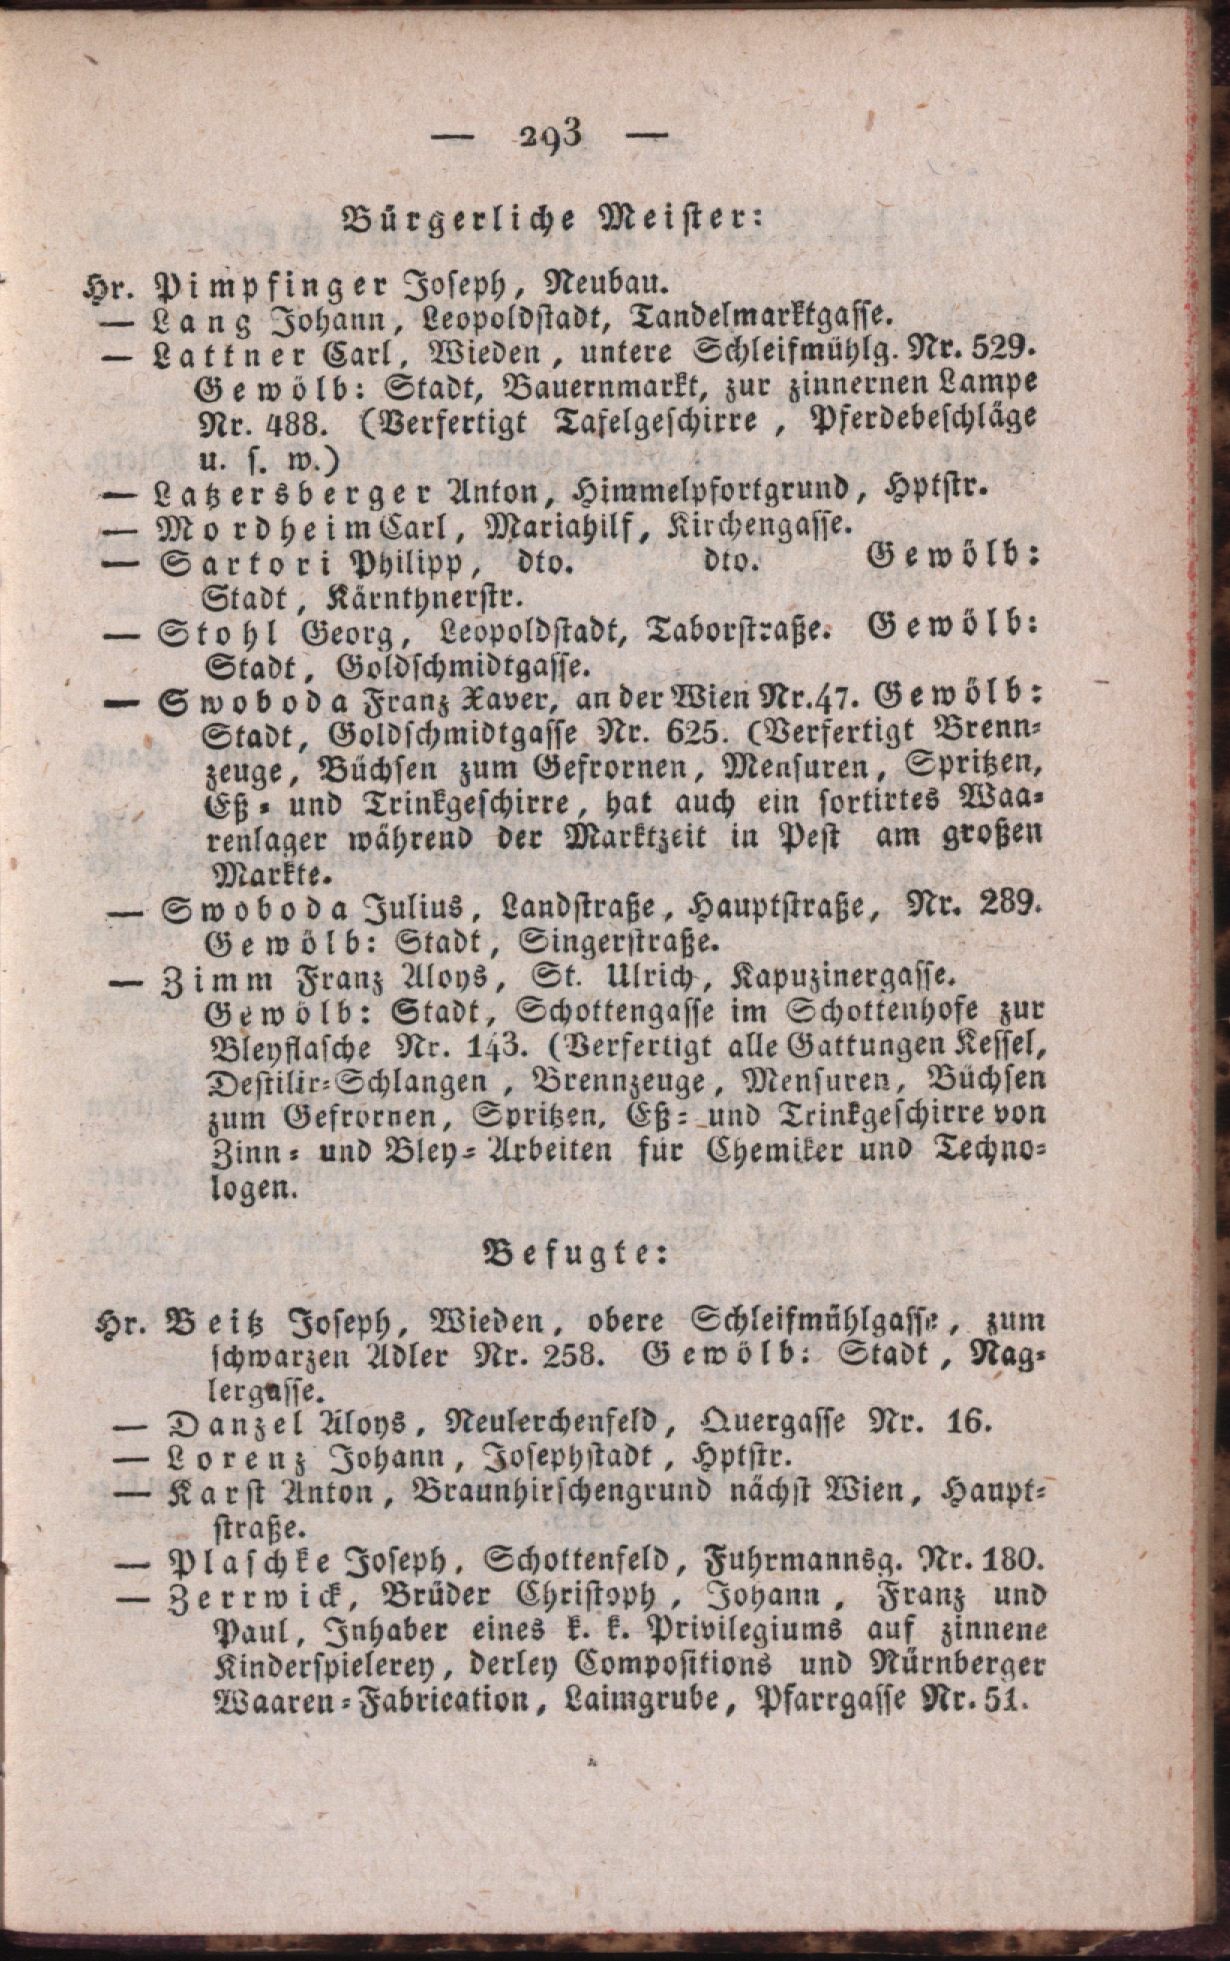 — 293 —
Bürgerliche Meister:
Hr. Pimpfinger Joseph, Neubau.
— Lang Johann, Leopoldstadt, Tandelmarktgasse.
— Lattner Carl, Wieden, untere Schleifmühlg. Nr. 529.
Gewölb: Stadt, Bauernmarkt, zur zinnernen Lampe
Nr. 488. (Verfertigt Tafelgeschirre, Pferdebeschläge
u. s. w.)
— Latzersberger Anton, Himmelpfortgrund, Hptstr.
— Mordheim Carl, Mariahilf, Kirchengasse.
— Sartori Philipp, dto. dto. Gewölb:
Stadt, Kärnthnerstr.
— Stohl Georg, Leopoldstadt, Taborstraße. Gewölb:
Stadt, Goldschmidtgasse.
— Swoboda Franz Xaver, an der Wien Nr. 47. Gewölb:
Stadt, Goldschmidtgasse Nr. 625. (Verfertigt Brenn-
zeuge, Büchsen zum Gefrornen, Mensuren, Spritzen,
Eß- und Trinkgeschirre, hat auch ein sortirtes Waa-
renlager während der Marktzeit in Pest am großen
Markte.
— Swoboda Julius, Landstraße, Hauptstraße, Nr. 289.
Gewölb: Stadt, Singerstraße.
— Zimm Franz Aloys, St. Ulrich, Kapuzinergasse.
Gewölb: Stadt, Schottengasse im Schottenhofe zur
Bleyflasche Nr. 143. (Verfertigt alle Gattungen Kessel,
Destilir-Schlangen, Brennzeuge, Mensuren, Büchsen
zum Gefrornen, Spritzen, Eß- und Trinkgeschirre von
Zinn- und Bley-Arbeiten für Chemiker und Techno-
logen.
Befugte:
Hr. Beitz Joseph, Wieden, obere Schleifmühlgasse, zum
schwarzen Adler Nr. 258. Gewölb: Stadt, Nag-
lergasse.
— Danzel Aloys, Neulerchenfeld, Quergasse Nr. 16.
— Lorenz Johann, Josephstadt, Hptstr.
— Karst Anton, Braunhirschengrund nächst Wien, Haupt-
straße.
— Plaschke Joseph, Schottenfeld, Fuhrmannsg. Nr. 180.
— Zerrwick, Brüder Christoph, Johann, Franz und
Paul, Inhaber eines k. k. Privilegiums auf zinnene
Kinderspielerey, derley Compositions und Nürnberger
Waaren-Fabrication, Laimgrube, Pfarrgasse Nr. 51.